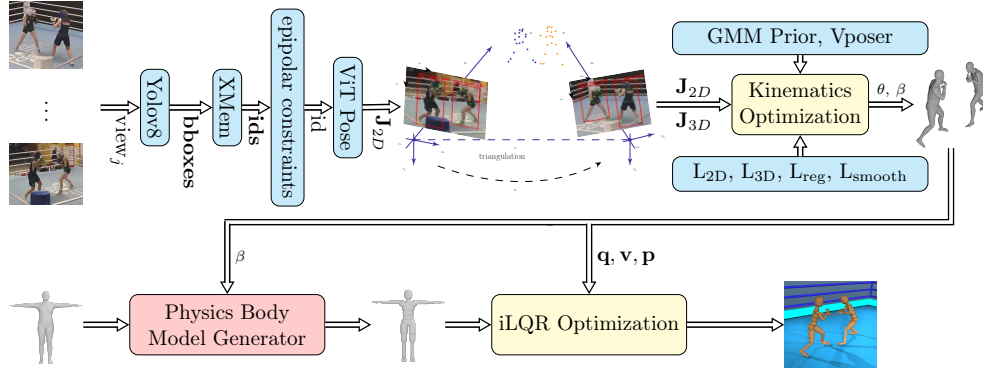 view_j
Yolov8
bboxes
XMem
ids
epipolar constraints
rid
ViT
Pose
J_2D
triangulation
J_2D
J_3D
GMM Prior, Vposer
Kinematics
Optimization
L_2D, L_3D, L_reg, L_smooth
θ, β
β
q, v, p
Physics Body
Model Generator
iLQR Optimization